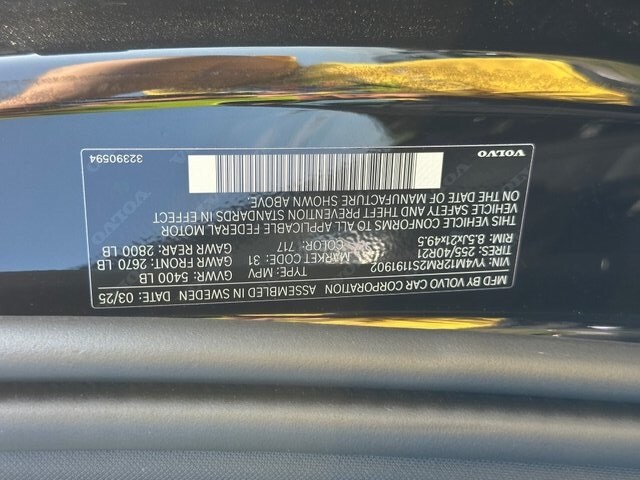 MFD BY: VOLVO CAR CORPORATION ASSEMBLED IN SWEDEN DATE: 03/25
VIN: YV4M12RM2S1191902 TYPE: MPV GVWR: 5400 LB
TIRES: 255/40R21 MARKET CODE: 31 GAWR FRONT: 2670 LB
RIM: 8.5Jx21x49.5 COLOR: 717 GAWR REAR: 2800 LB
THIS VEHICLE CONFORMS TO ALL APPLICABLE FEDERAL MOTOR
VEHICLE SAFETY AND THEFT PREVENTION STANDARDS IN EFFECT
ON THE DATE OF MANUFACTURE SHOWN ABOVE.
VOLVO 32390594